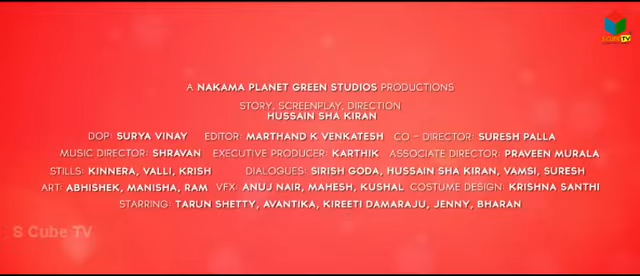 S CubeTV
A NAKAMA PLANET GREEN STUDIOS PRODUCTIONS
STORY, SCREENPLAY, DIRECTION
HUSSAIN SHA KIRAN
DOP: SURYA VINAY EDITOR: MARTHAND K VENKATESH CO - DIRECTOR: SURESH PALLA
MUSIC DIRECTOR: SHRAVAN EXECUTIVE PRODUCER: KARTHIK ASSOCIATE DIRECTOR: PRAVEEN MURALA
STILLS: KINNERA, VALLI, KRISH DIALOGUES: SIRISH GODA, HUSSAIN SHA KIRAN, VAMSI, SURESH
ART: ABHISHEK, MANISHA, RAM VFX: ANUJ NAIR, MAHESH, KUSHAL COSTUME DESIGN: KRISHNA SANTHI
STARRING: TARUN SHETTY, AVANTIKA, KIREETI DAMARAJU, JENNY, BHARAN
S Cube TV